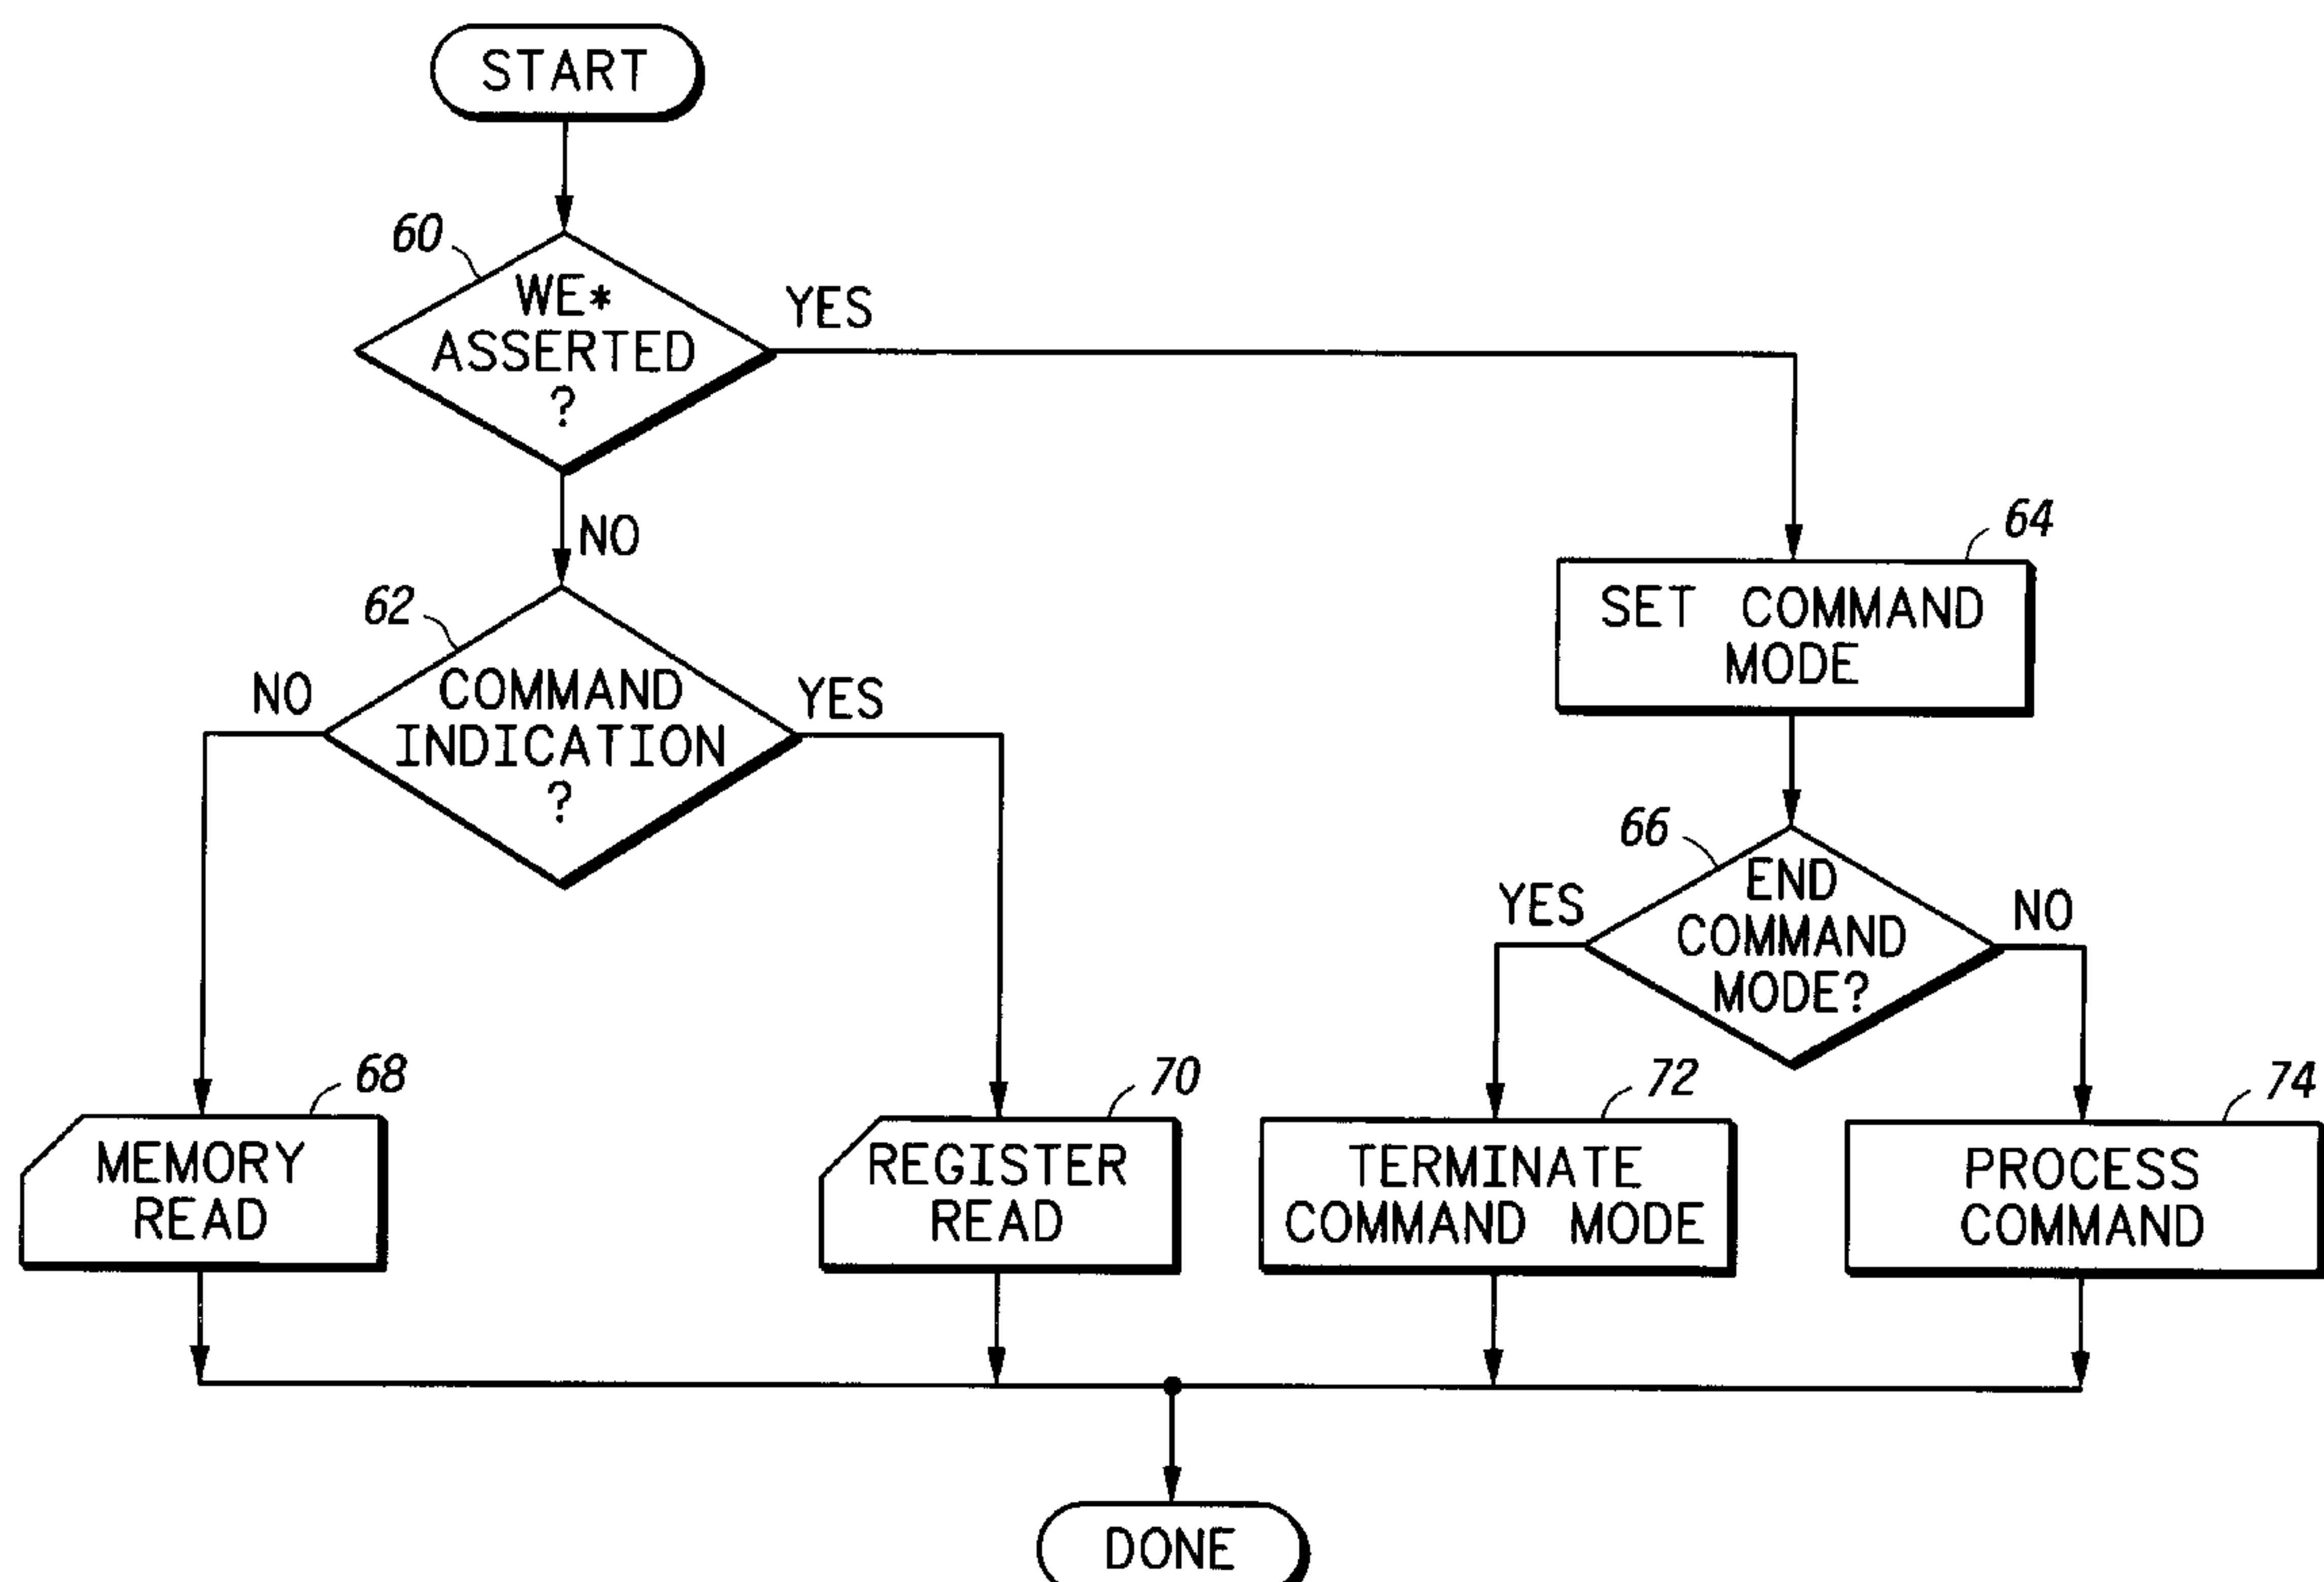 START
60
WE*
ASSERTED
?
YES
NO
64
SET COMMAND
MODE
62
COMMAND
INDICATION
?
NO
YES
66
END
COMMAND
MODE?
YES
NO
68
MEMORY
READ
70
REGISTER
READ
72
TERMINATE
COMMAND MODE
74
PROCESS
COMMAND
DONE